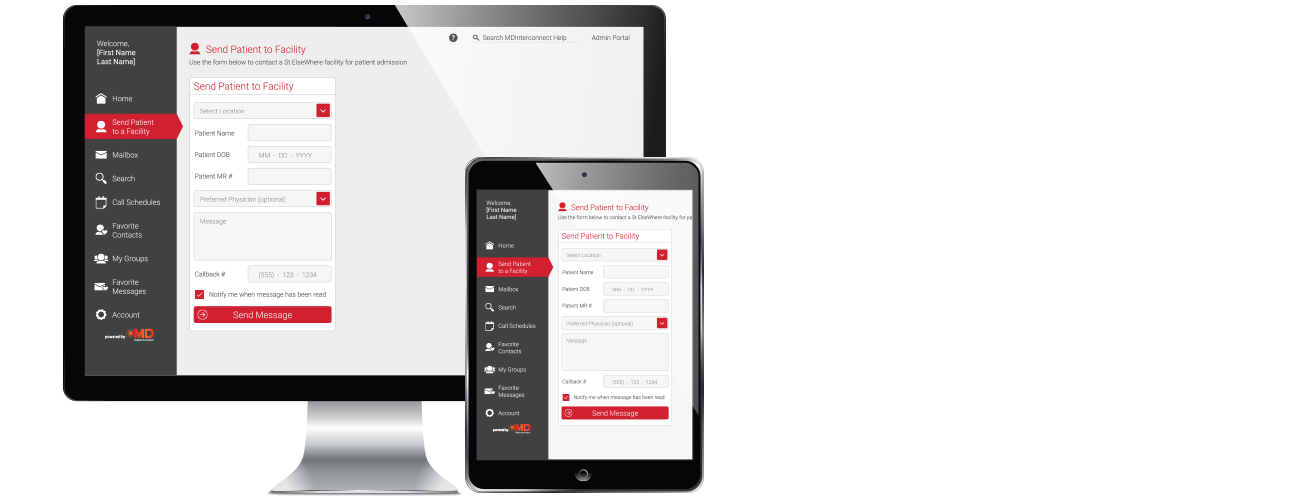 Welcome,
[First Name
Last Name]
Home
Send Patient
to a Facility
Mailbox
Search
Call Schedules
Favorite
Contacts
My Groups
Favorite
Messages
Account
powered by MD
Interconnect
? Search MDInterconnect Help Admin Portal
Send Patient to Facility
Use the form below to contact a St ElseWhere facility for patient admission
Send Patient to Facility
Select Location
Patient Name
Patient DOB MM - DD - YYYY
Patient MR #
Preferred Physician (optional)
Message
Callback # (555) - 123 - 1234
Notify me when message has been read
Send Message
Welcome,
[First Name
Last Name]
Home
Send Patient
to a Facility
Mailbox
Search
Call Schedules
Favorite
Contacts
My Groups
Favorite
Messages
Account
powered by MD
Interconnect
Send Patient to Facility
Use the form below to contact a St ElseWhere facility for pa
Send Patient to Facility
Select Location
Patient Name
Patient DOB MM - DD - YYYY
Patient MR #
Preferred Physician (optional)
Message
Callback # (555) - 123 - 1234
Notify me when message has been read
Send Message